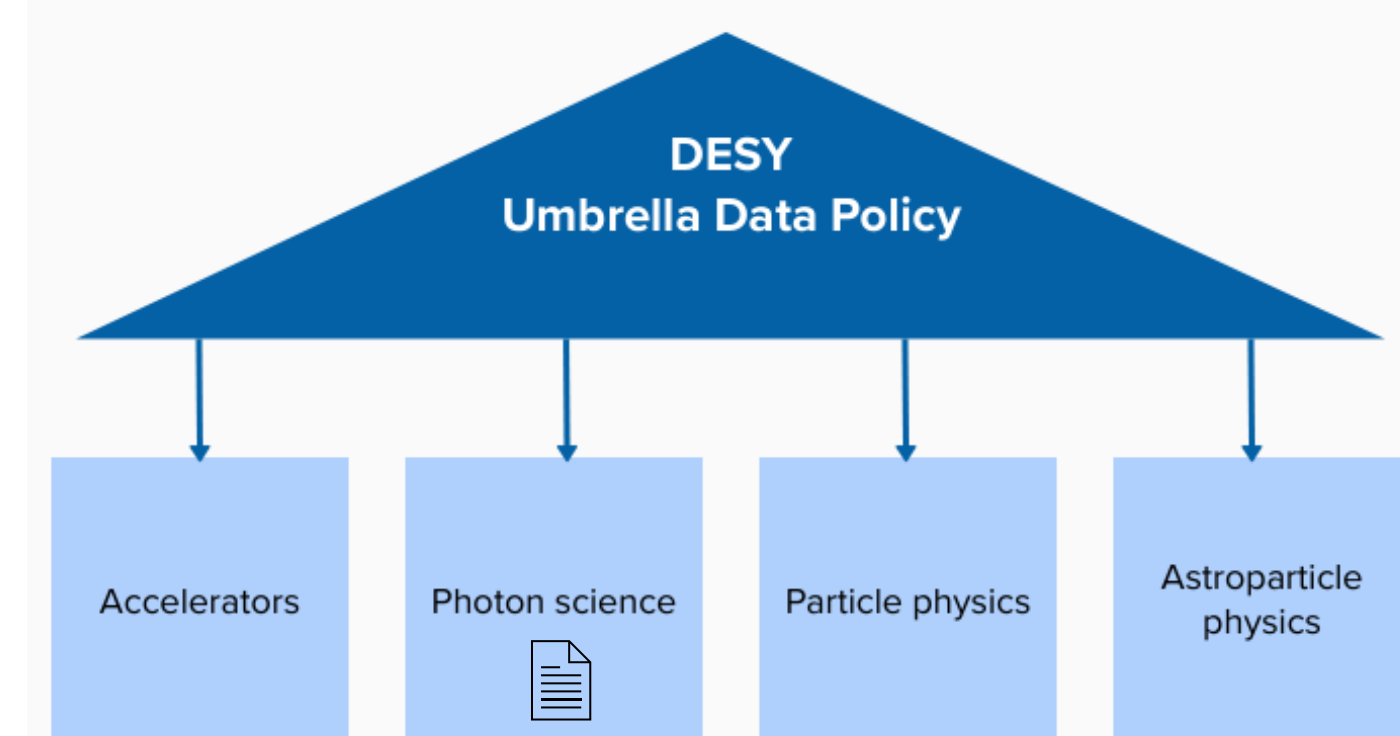 DESY
Umbrella Data Policy
Accelerators
Photon science
Particle physics
Astroparticle
physics